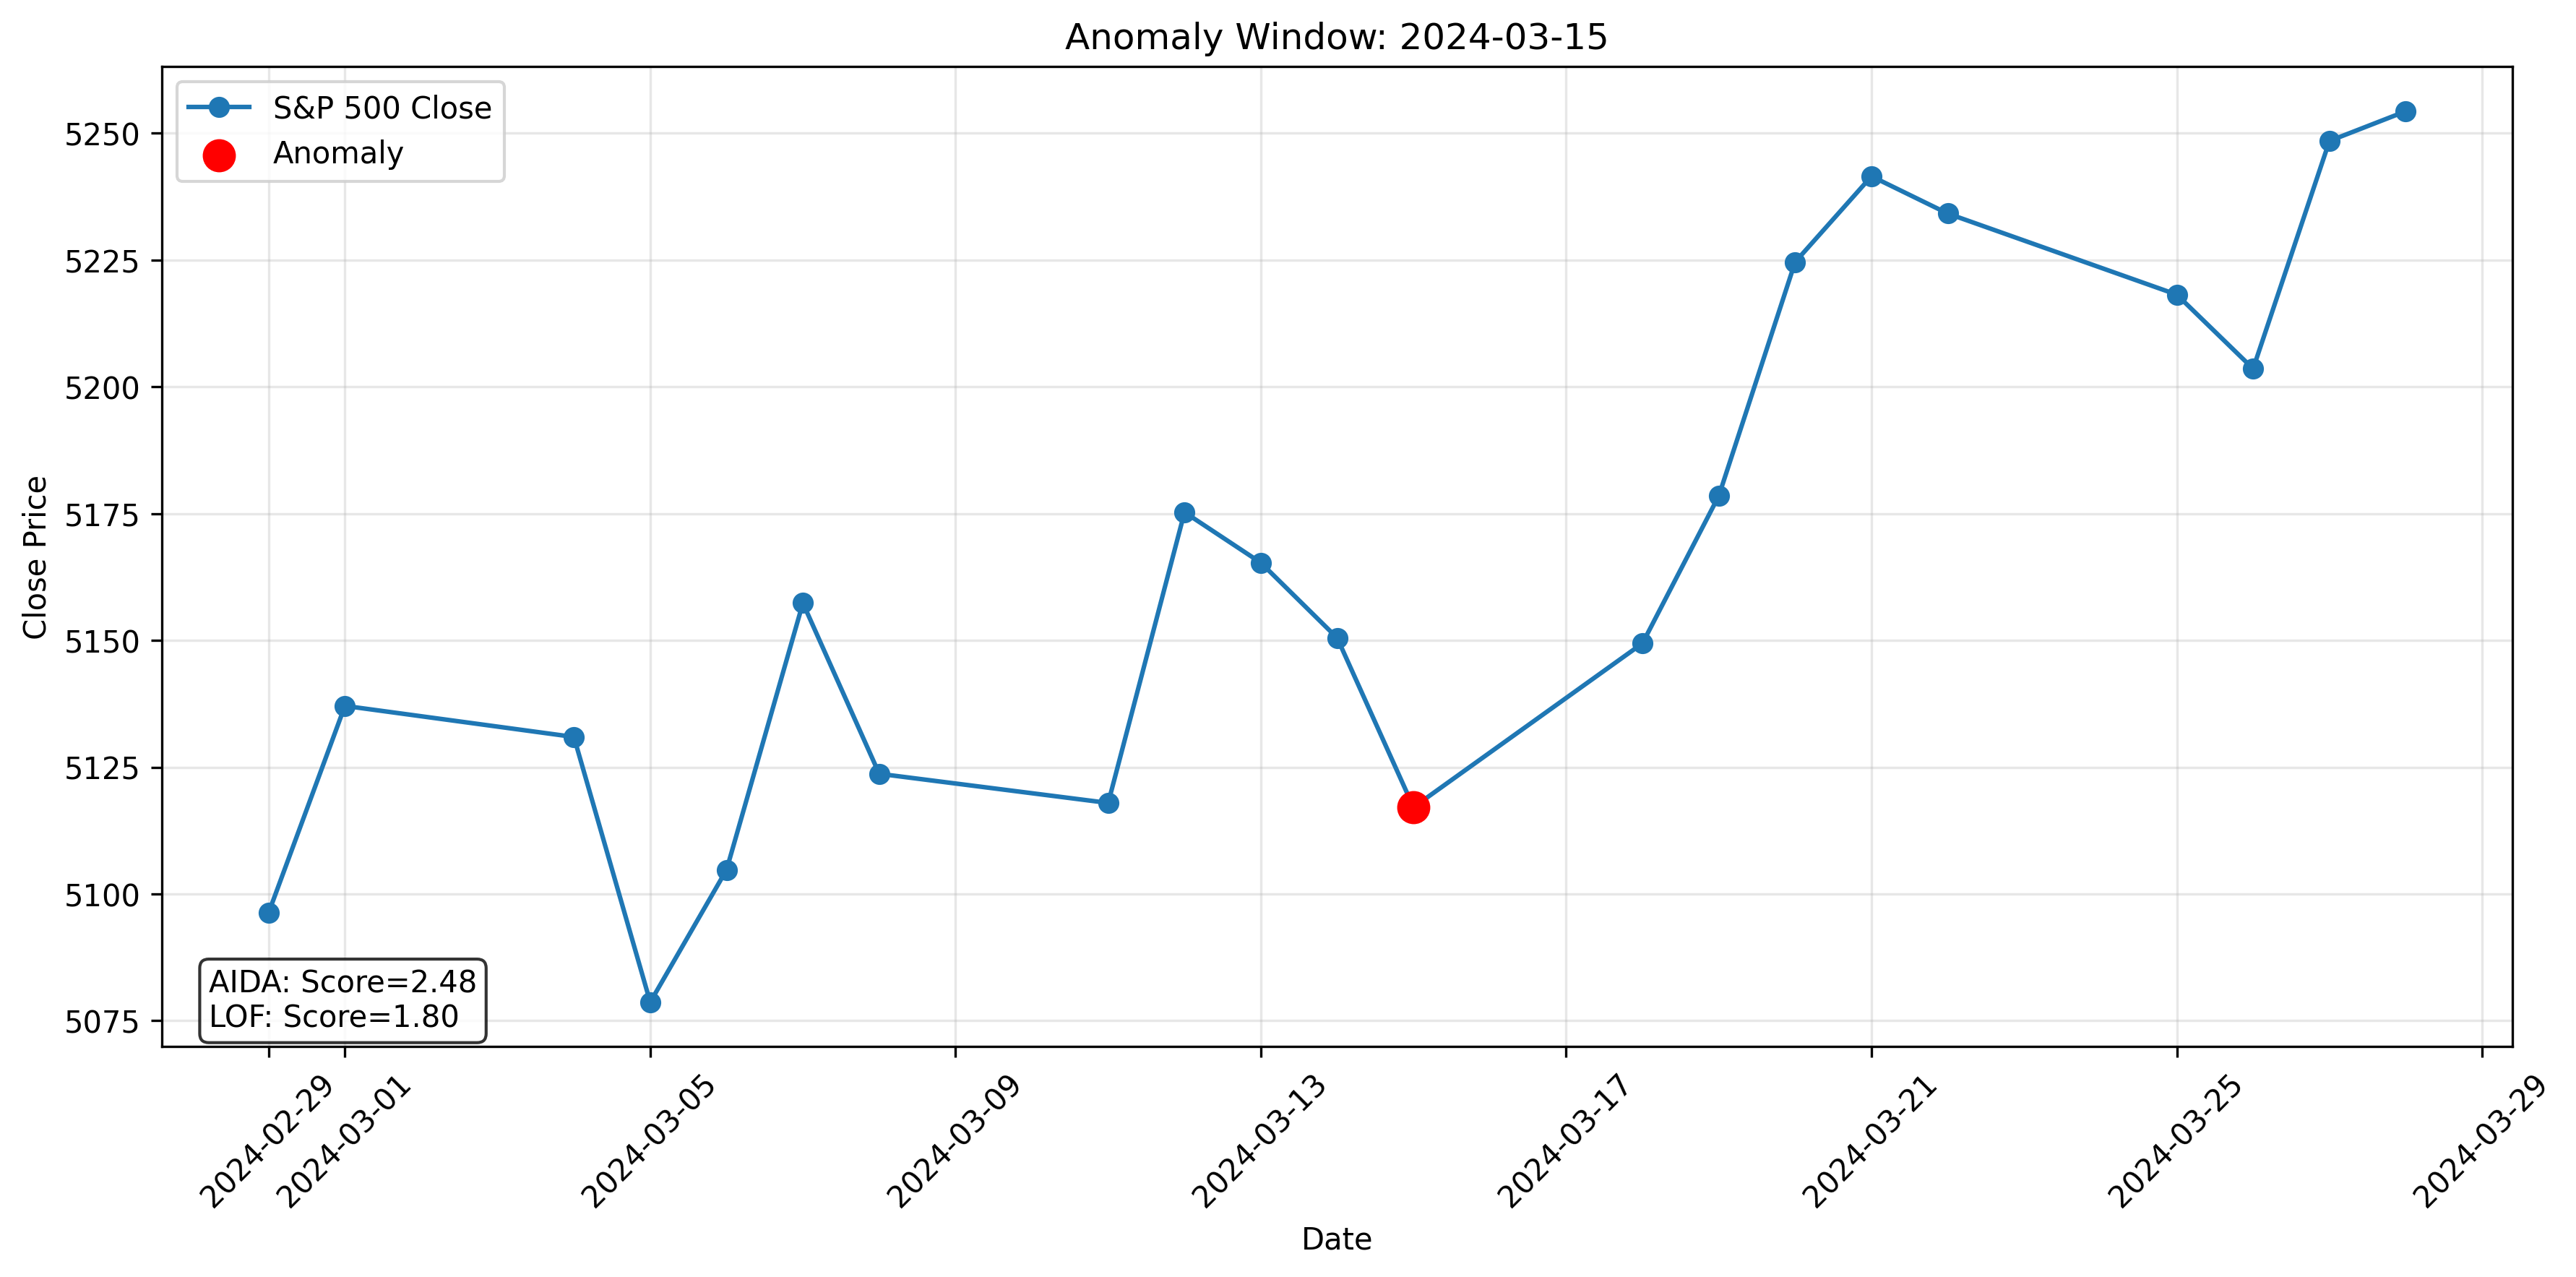 Anomaly Window: 2024-03-15
S&P 500 Close
Anomaly
5250
5225
5200
5175
5150
5125
5100
5075
Close Price
AIDA: Score=2.48
LOF: Score=1.80
2024-02-29
2024-03-01
2024-03-05
2024-03-09
2024-03-13
2024-03-17
2024-03-21
2024-03-25
2024-03-29
Date